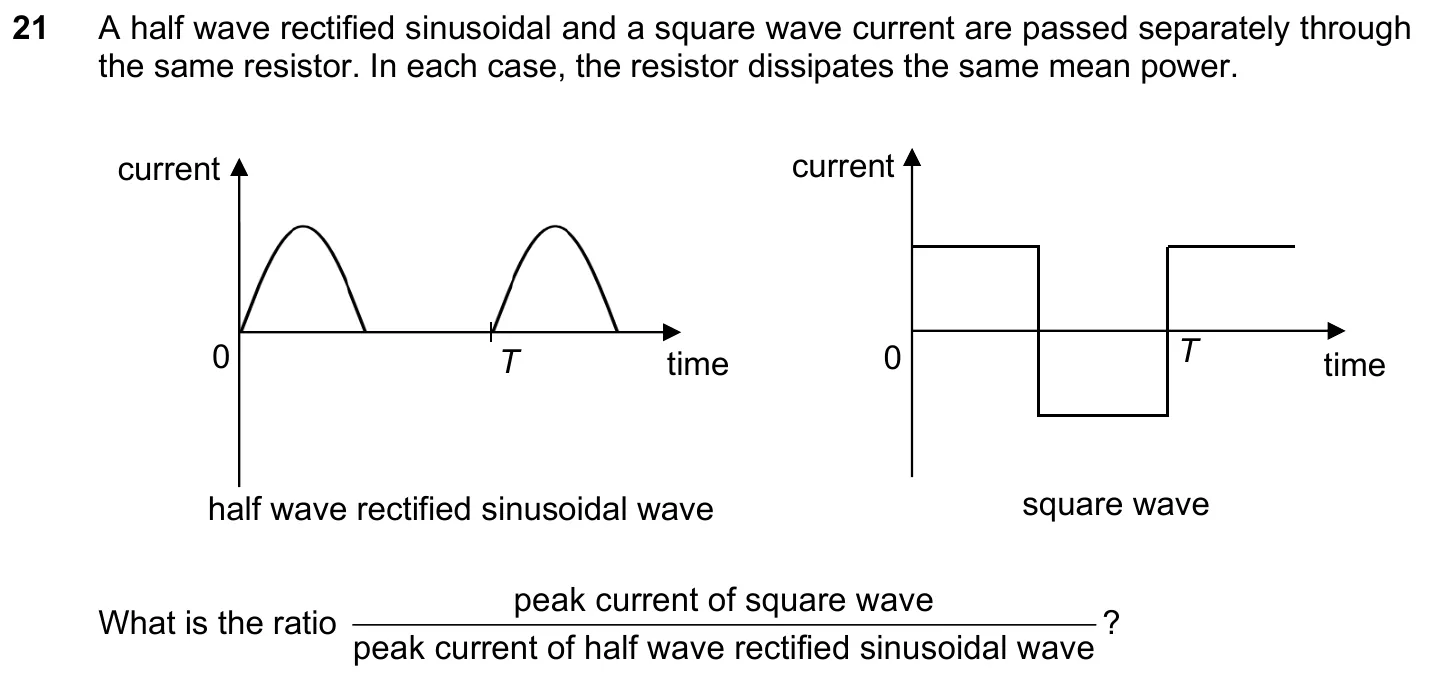 21 A half wave rectified sinusoidal and a square wave current are passed separately through
the same resistor. In each case, the resistor dissipates the same mean power.
current
0
T
time
half wave rectified sinusoidal wave
current
0
T
time
square wave
What is the ratio peak current of square wave
peak current of half wave rectified sinusoidal wave ?